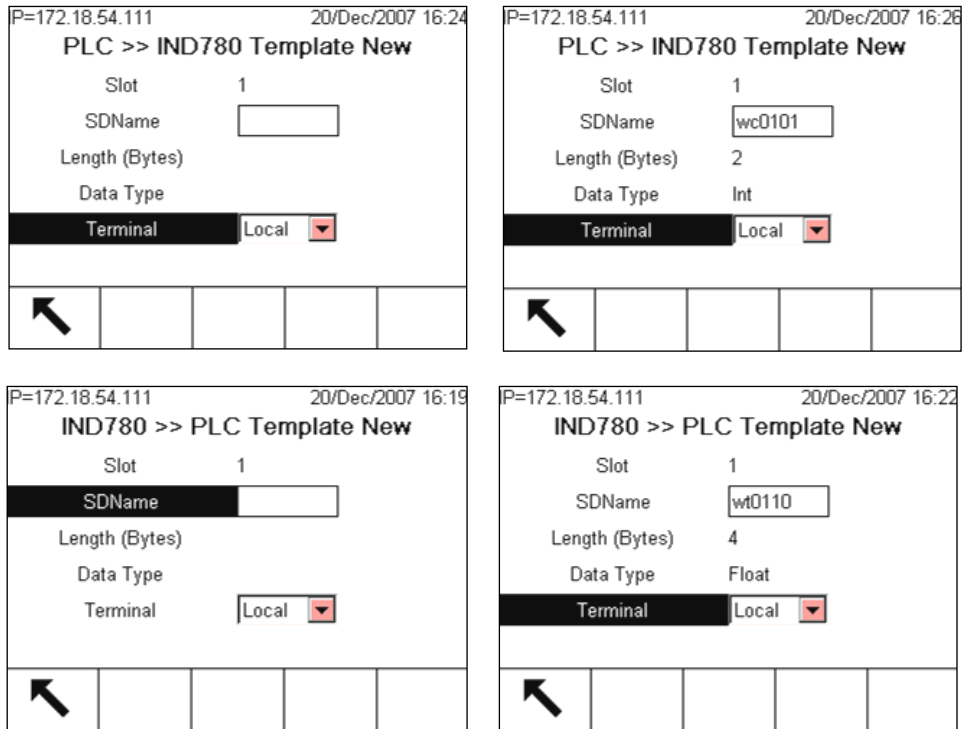 IP=172.18.54.111 20/Dec/2007 16:24
PLC >> IND780 Template New
Slot 1
SDName
Length (Bytes)
Data Type
Terminal Local
IP=172.18.54.111 20/Dec/2007 16:26
PLC >> IND780 Template New
Slot 1
SDName wc0101
Length (Bytes) 2
Data Type Int
Terminal Local
IP=172.18.54.111 20/Dec/2007 16:19
IND780 >> PLC Template New
Slot 1
SDName
Length (Bytes)
Data Type
Terminal Local
IP=172.18.54.111 20/Dec/2007 16:22
IND780 >> PLC Template New
Slot 1
SDName wt0110
Length (Bytes) 4
Data Type Float
Terminal Local